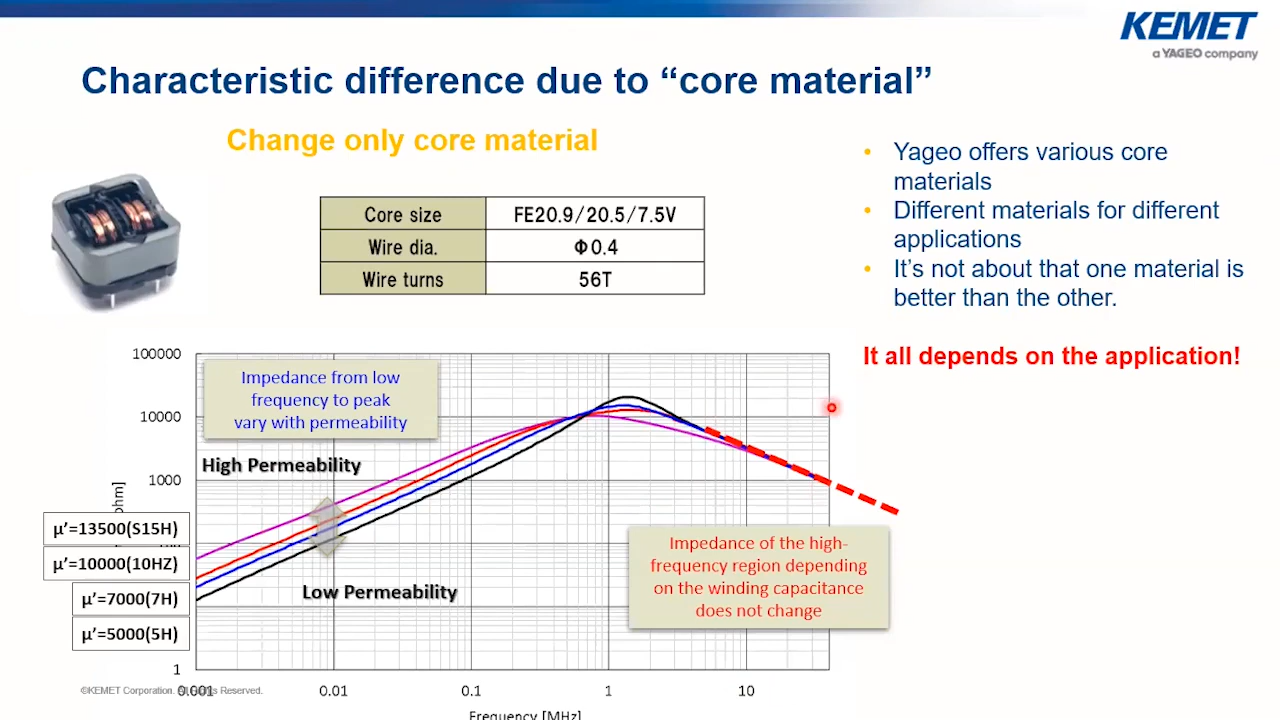 KEMET
a YAGEO company
Characteristic difference due to “core material”
Change only core material
Core size FE20.9/20.5/7.5V
Wire dia. Φ0.4
Wire turns 56T
• Yageo offers various core
materials
• Different materials for different
applications
• It’s not about that one material is
better than the other.
It all depends on the application!
100000
10000
1000
1
Impedance from low
frequency to peak
vary with permeability
High Permeability
Low Permeability
ohm]
μ’=13500(S15H)
μ’=10000(10HZ)
μ’=7000(7H)
μ’=5000(5H)
Impedance of the high-
frequency region depending
on the winding capacitance
does not change
0.001 0.01 0.1 1 10
Frequency [MHz]
©KEMET Corporation. All Rights Reserved.